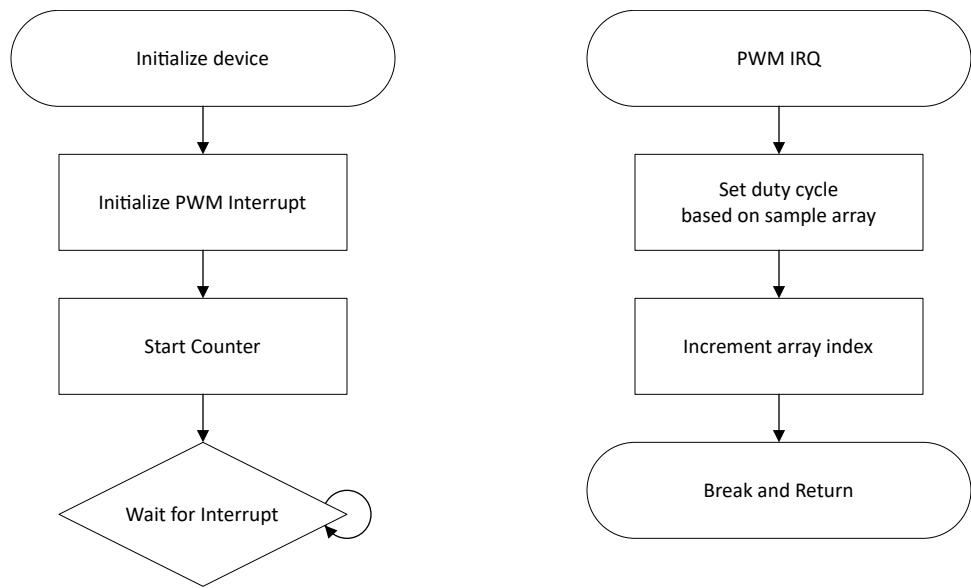 Initialize device
Initialize PWM Interrupt
Start Counter
Wait for Interrupt
PWM IRQ
Set duty cycle
based on sample array
Increment array index
Break and Return